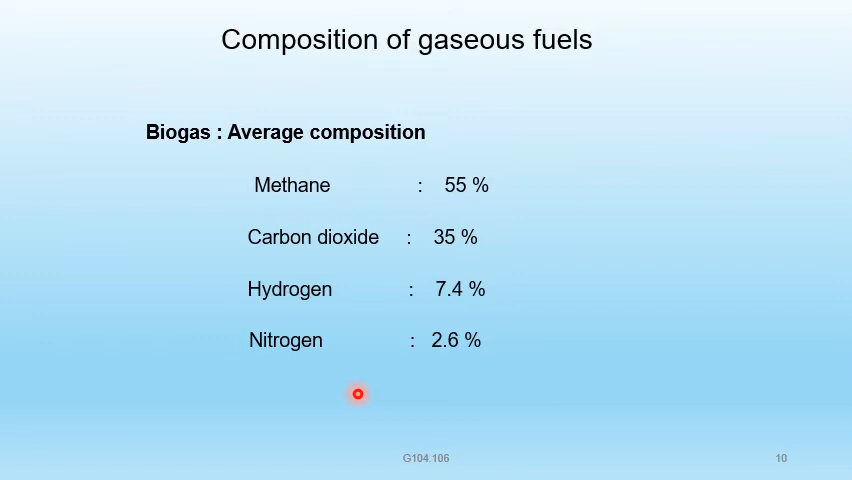 Composition of gaseous fuels
Biogas : Average composition
Methane : 55 %
Carbon dioxide : 35 %
Hydrogen : 7.4 %
Nitrogen : 2.6 %
G104.106 10